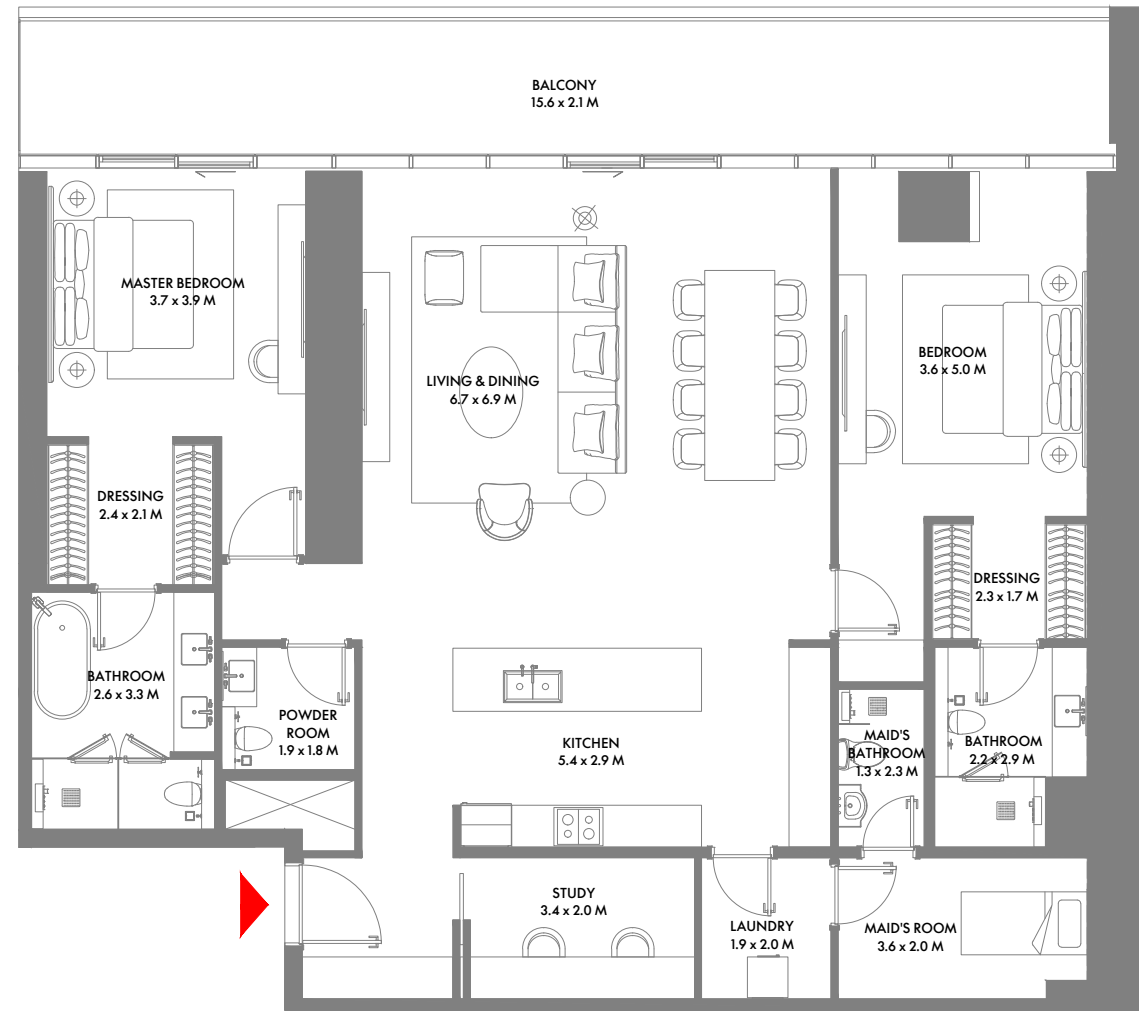 BALCONY
15.6 x 2.1 M
MASTER BEDROOM
3.7 x 3.9 M
LIVING & DINING
6.7 x 6.9 M
BEDROOM
3.6 x 5.0 M
DRESSING
2.4 x 2.1 M
DRESSING
2.3 x 1.7 M
BATHROOM
2.6 x 3.3 M
POWDER
ROOM
1.9 x 1.8 M
KITCHEN
5.4 x 2.9 M
MAID'S
BATHROOM
1.3 x 2.3 M
BATHROOM
2.2 x 2.9 M
STUDY
3.4 x 2.0 M
LAUNDRY
1.9 x 2.0 M
MAID'S ROOM
3.6 x 2.0 M